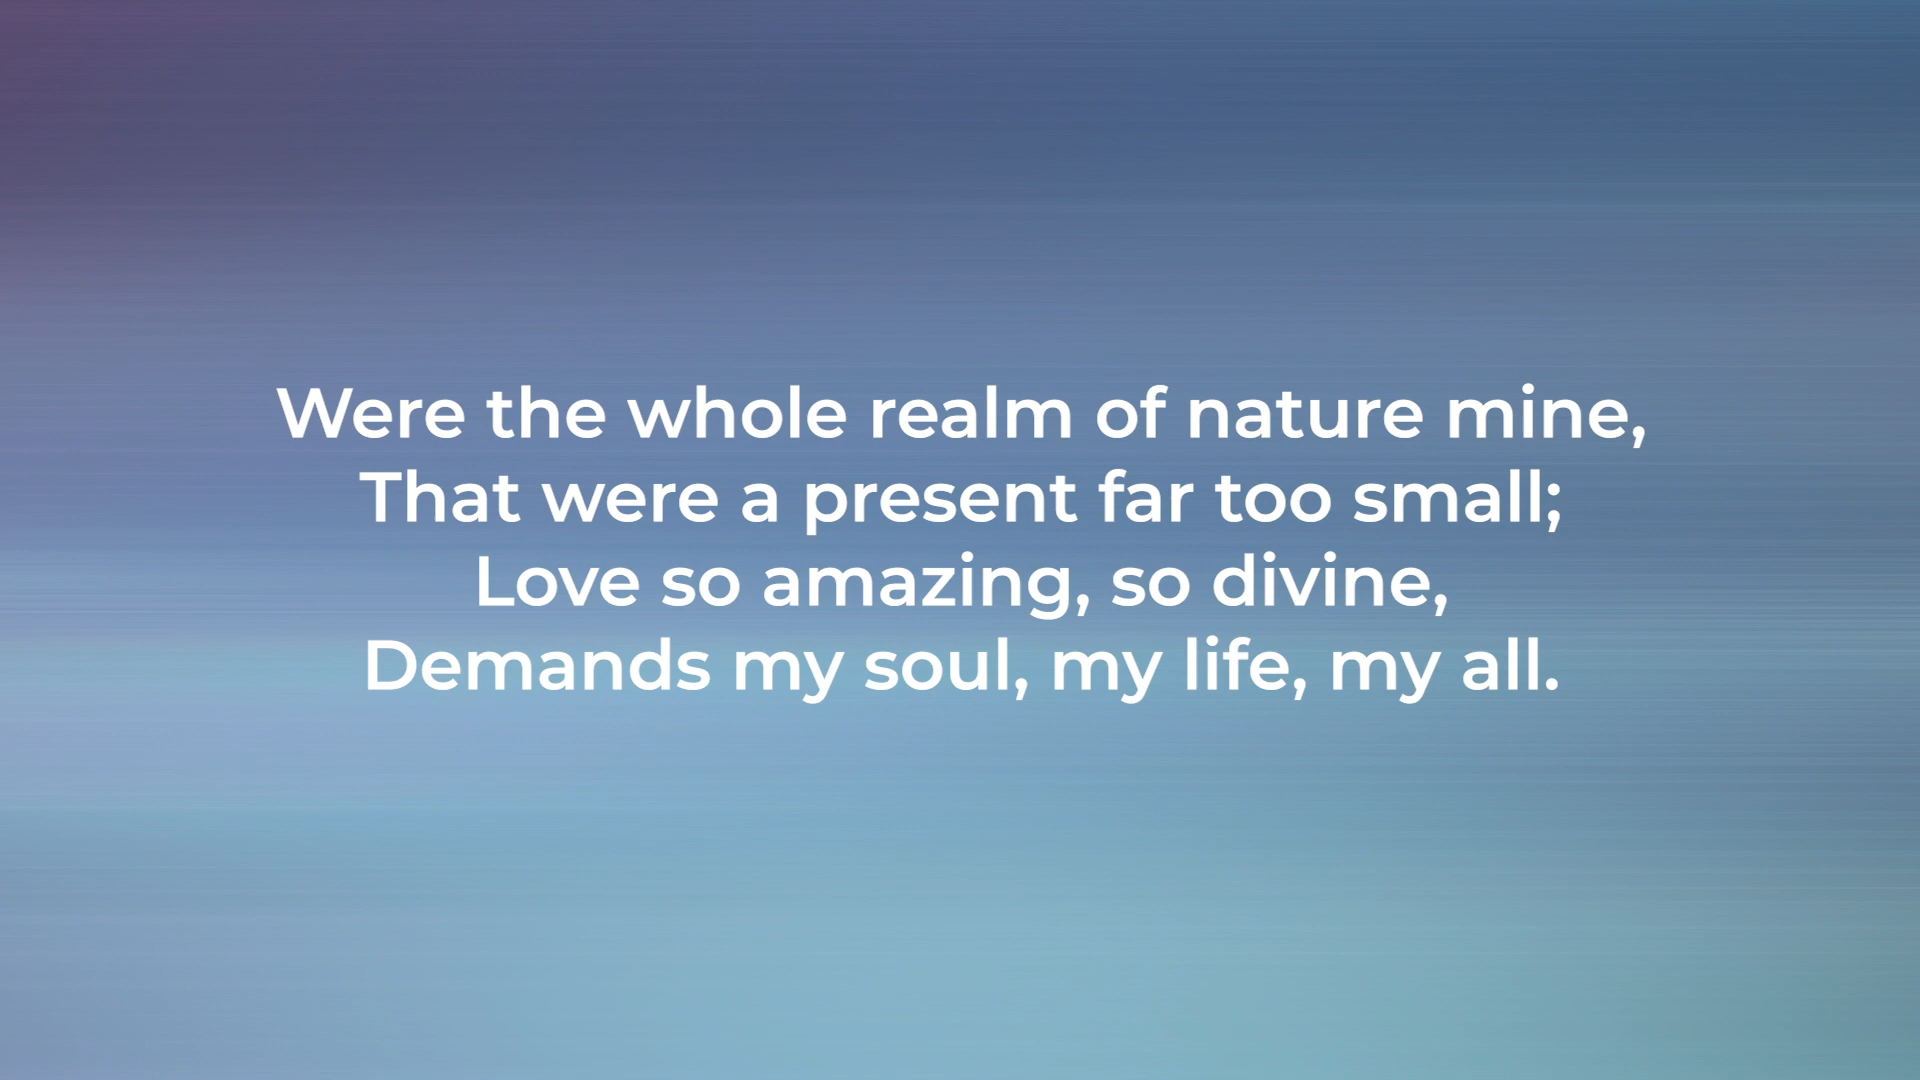 Were the whole realm of nature mine,
That were a present far too small;
Love so amazing, so divine,
Demands my soul, my life, my all.